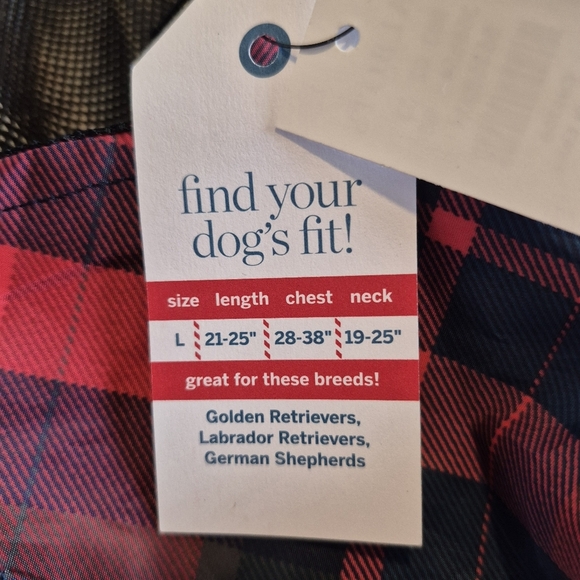 find your
dog's fit!
size length chest neck
L 21-25" 28-38" 19-25"
great for these breeds!
Golden Retrievers,
Labrador Retrievers,
German Shepherds